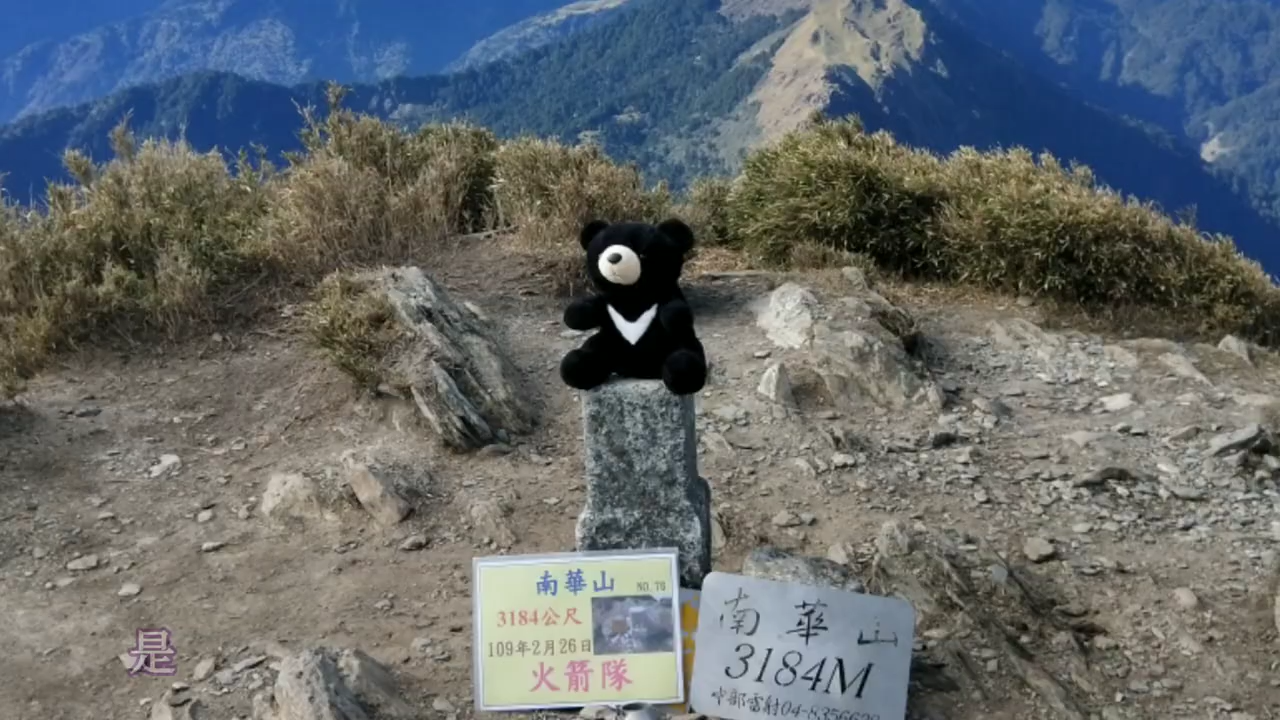 南華山 NO.76
3184公尺
109年2月26日
火箭隊
南華山
3184M
中部雷射04-8356620
是